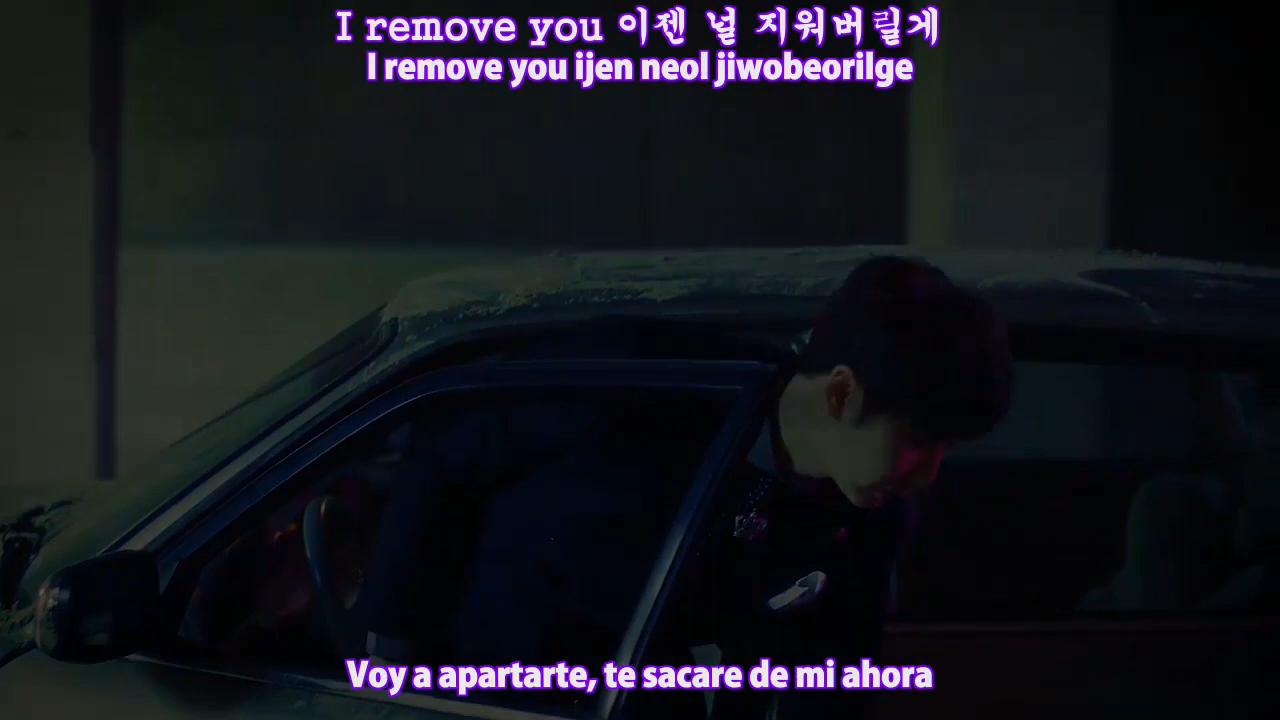 I remove you 이젠 널 지워버릴게
I remove you ijen neol jiwobeorilge
Voy a apartarte, te sacare de mi ahora